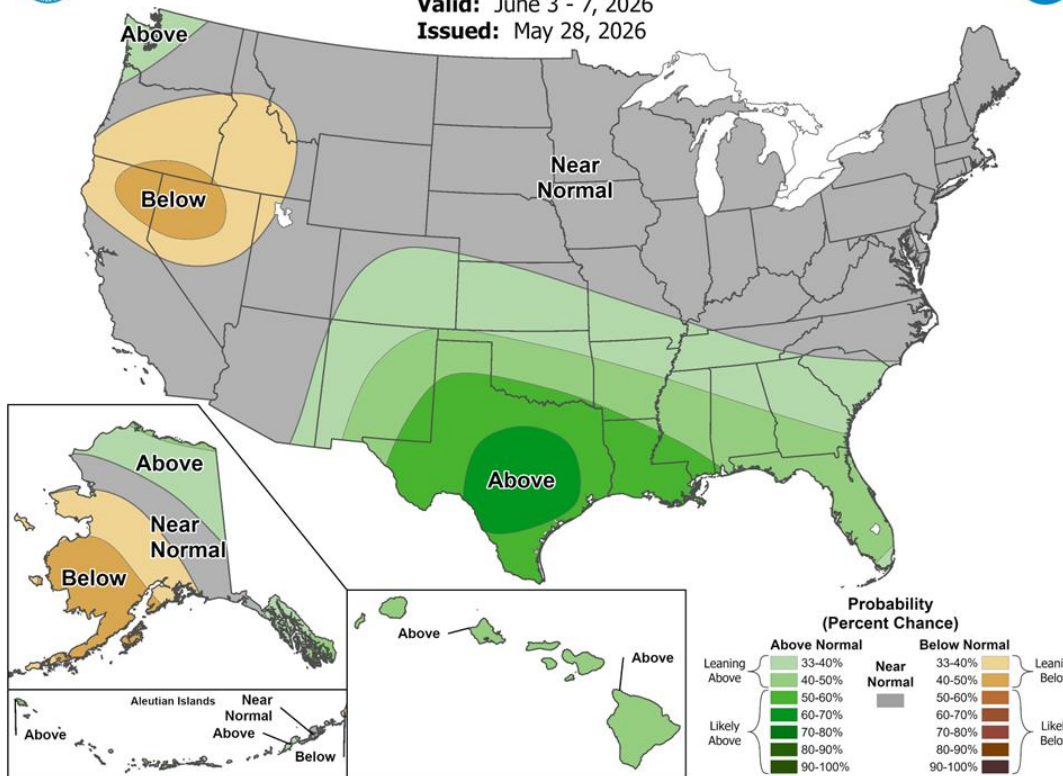 Valid: June 3 - 7, 2026
Issued: May 28, 2026
Above
Below
Near
Normal
Above
Above
Near
Normal
Below
Aleutian Islands
Near
Normal
Above
Above
Below
Above
Above
Probability
(Percent Chance)
Above Normal
Below Normal
Leaning
Above
33-40%
40-50%
Near
Normal
33-40%
40-50%
Likely
Above
50-60%
60-70%
70-80%
80-90%
90-100%
50-60%
60-70%
70-80%
80-90%
90-100%
Below
Below